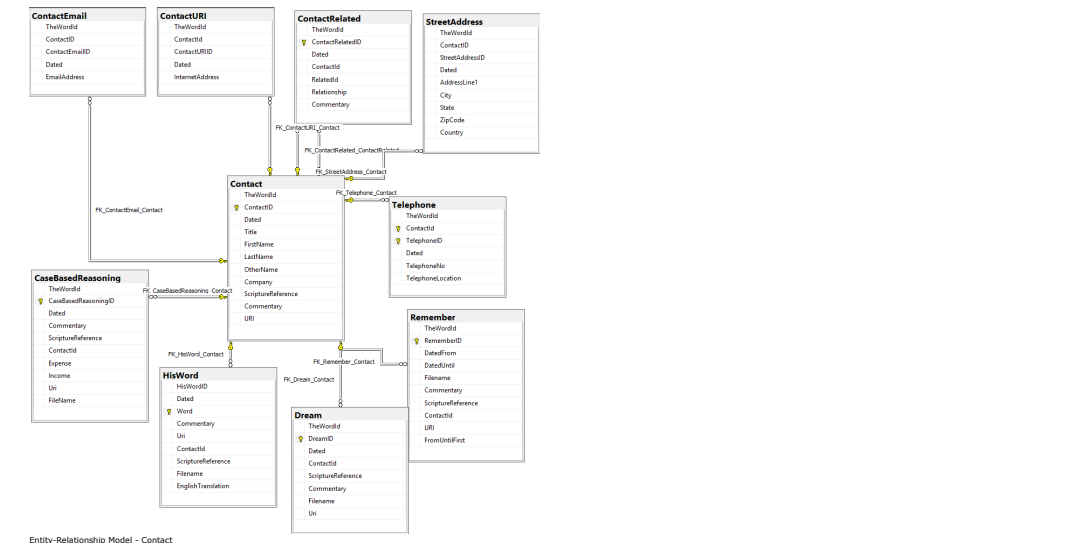 ContactEmail
TheWordId
ContactID
ContactEmailID
Dated
EmailAddress
ContactURI
TheWordId
ContactId
ContactURIID
Dated
InternetAddress
ContactRelated
TheWordId
ContactRelatedID
Dated
ContactId
RelatedId
Relationship
Commentary
StreetAddress
TheWordId
ContactID
StreetAddressID
Dated
AddressLine1
City
State
ZipCode
Country
FK_ContactURI_Contact
FK_ContactRelated_ContactRelated
FK_StreetAddress_Contact
FK_Telephone_Contact
FK_ContactEmail_Contact
Contact
TheWordId
ContactID
Dated
Title
FirstName
LastName
OtherName
Company
ScriptureReference
Commentary
URI
Telephone
TheWordId
ContactId
TelephoneID
Dated
TelephoneNo
TelephoneLocation
CaseBasedReasoning
TheWordId
CaseBasedReasoningID
Dated
Commentary
ScriptureReference
ContactId
Expense
Income
Uri
FileName
FK_CaseBasedReasoning_Contact
FK_HisWord_Contact
FK_Remember_Contact
FK_Dream_Contact
Remember
TheWordId
RememberID
DatedFrom
DatedUntil
Filename
Commentary
ScriptureReference
ContactId
URI
FromUntilFirst
HisWord
HisWordID
Dated
Word
Commentary
Uri
ContactId
ScriptureReference
Filename
EnglishTranslation
Dream
TheWordId
DreamID
Dated
ContactId
ScriptureReference
Commentary
Filename
Uri
Entity-Relationship Model - Contact